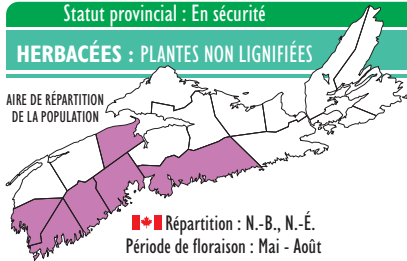 Statut provincial : En sécurité
HERBACÉES : PLANTES NON LIGNIFIÉES
AIRE DE RÉPARTITION
DE LA POPULATION
Répartition : N.-B., N.-É.
Période de floraison : Mai - Août